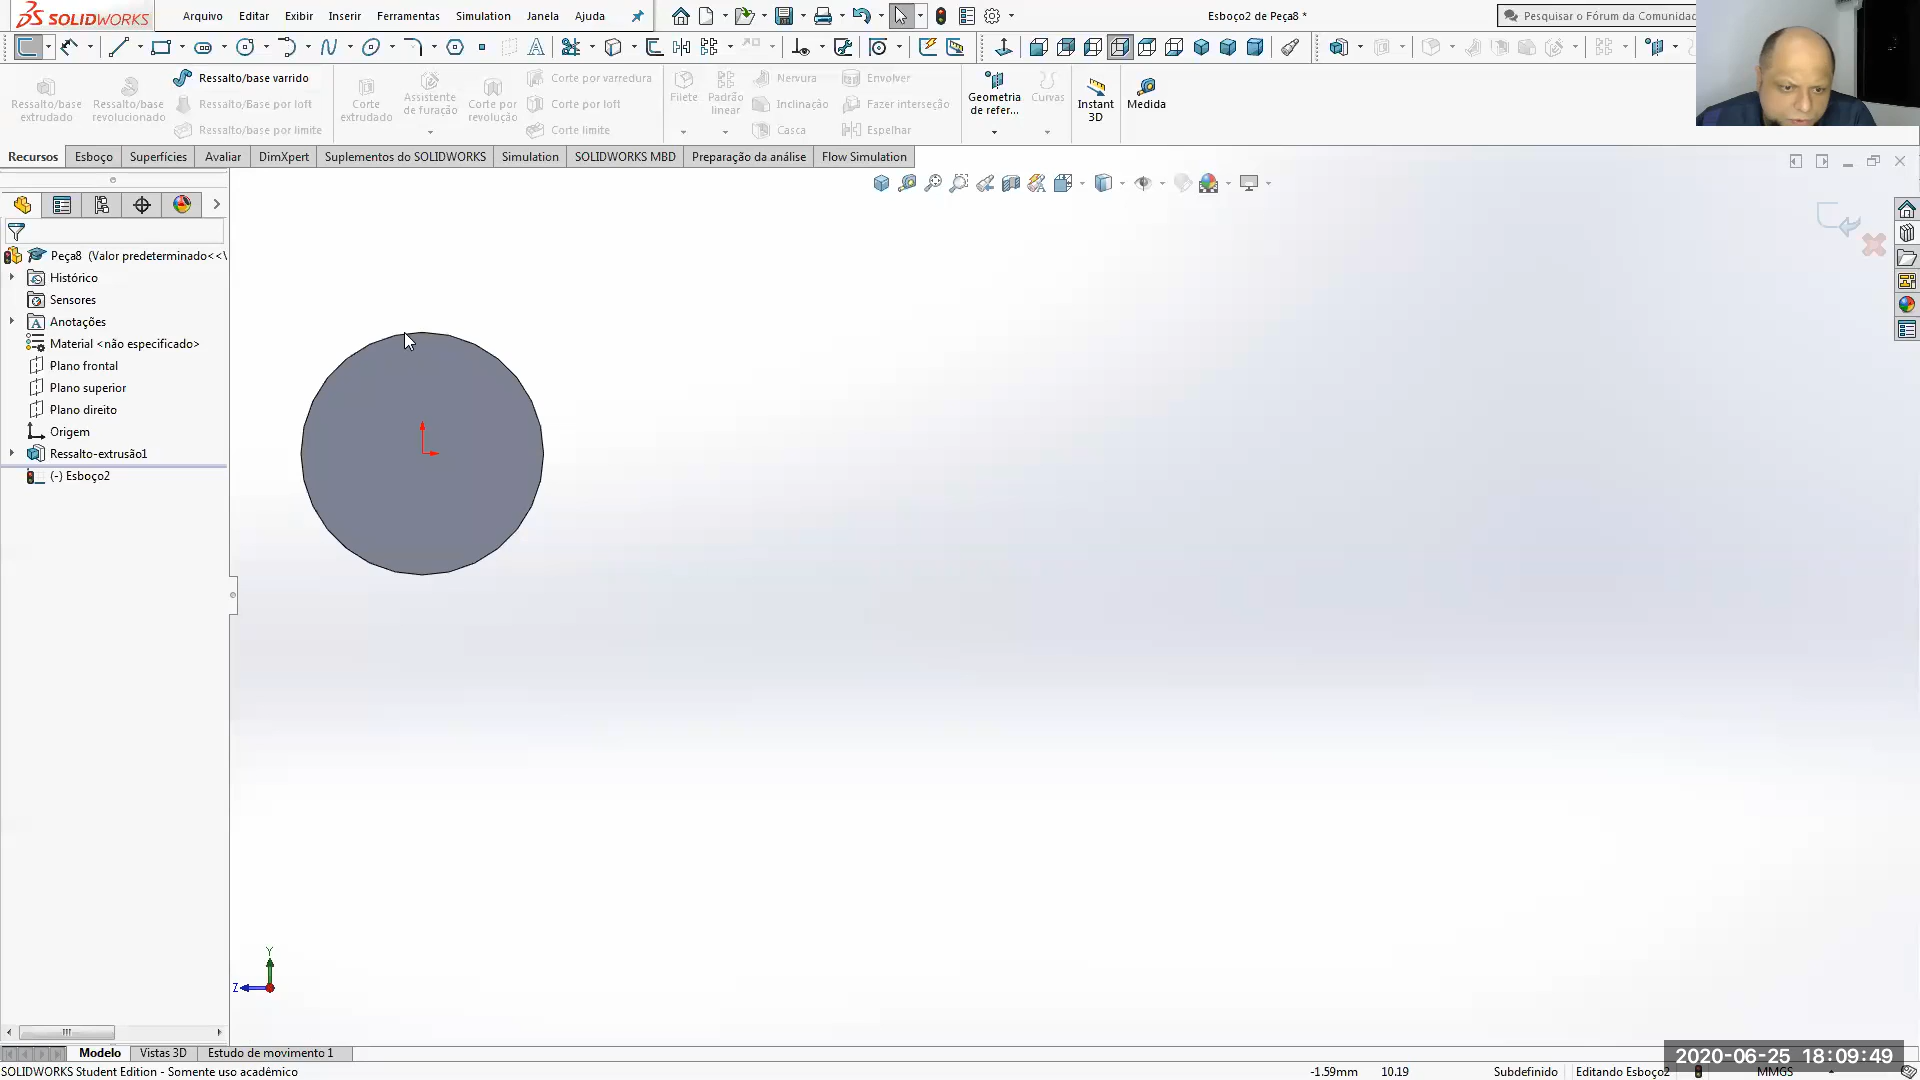 SOLIDWORKS Arquivo Editar Exibir Inserir Ferramentas Simulation Janela Ajuda Esboço2 de Peça8 * Pesquisar o Fórum da Comunidac
Ressalto/base extrudado
Ressalto/base revolucionado
Ressalto/base varrido
Ressalto/Base por loft
Ressalto/base por limite
Corte extrudado
Assistente de furação
Corte por revolução
Corte por varredura
Corte por loft
Corte limite
Filete
Padrão linear
Nervura
Inclinação
Casca
Envolver
Fazer interseção
Espelhar
Geometria de refer...
Curvas
Instant 3D
Medida
Recursos Esboço Superfícies Avaliar DimXpert Suplementos do SOLIDWORKS Simulation SOLIDWORKS MBD Preparação da análise Flow Simulation
Peça8 (Valor predeterminado<<\
Histórico
Sensores
Anotações
Material <não especificado>
Plano frontal
Plano superior
Plano direito
Origem
Ressalto-extrusão1
(-) Esboço2
Y
Z
Modelo Vistas 3D Estudo de movimento 1
2020-06-25 18:09:49
SOLIDWORKS Student Edition - Somente uso acadêmico -1.59mm 10.19 Subdefinido Editando Esboço2 MMGS